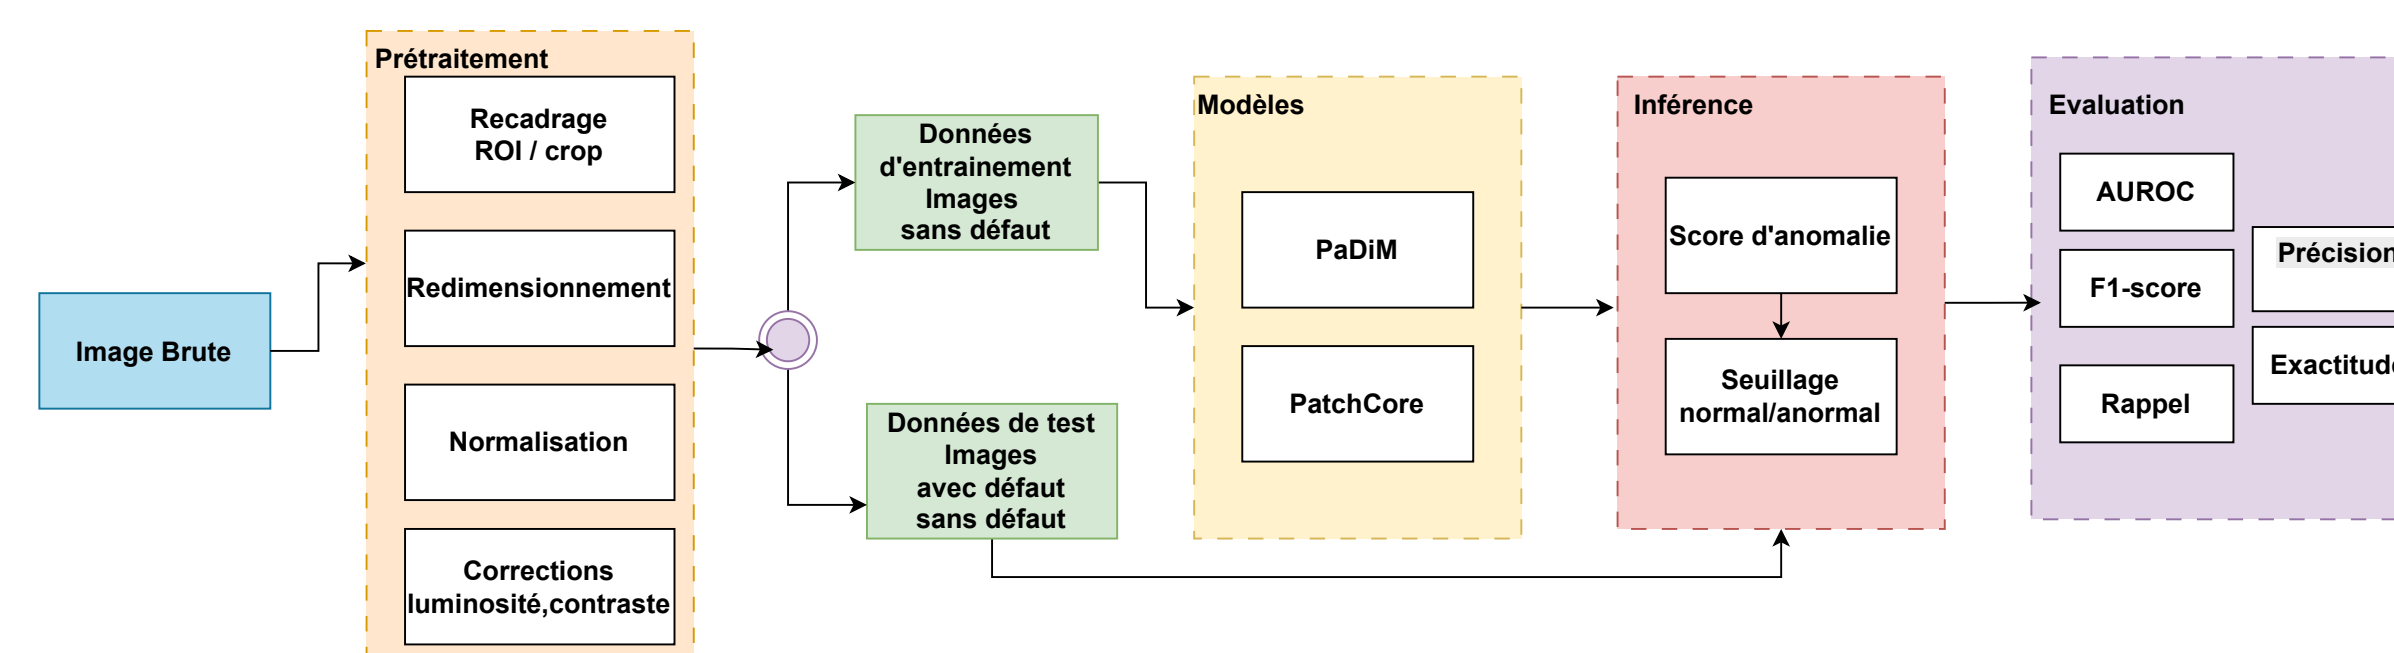 Prétraitement
Recadrage
ROI / crop
Redimensionnement
Normalisation
Corrections
luminosité,contraste
Image Brute
Données
d'entrainement
Images
sans défaut
Données de test
Images
avec défaut
sans défaut
Modèles
PaDiM
PatchCore
Inférence
Score d'anomalie
Seuillage
normal/anormal
Evaluation
AUROC
F1-score
Rappel
Précision
Exactitude